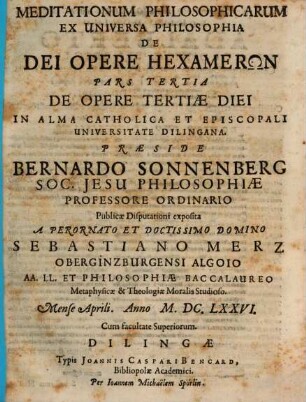 MEDITATIONUM PHILOSOPHICARUM
EX UNIVERSA PHILOSOPHIA
DE
DEI OPERE HEXAMERΩN
PARS TERTIA
DE OPERE TERTIÆ DIEI
IN ALMA CATHOLICA ET EPISCOPALI
UNIVERSITATE DILINGANA.
PRÆSIDE
BERNARDO SONNENBERG
SOC. JESU PHILOSOPHIÆ
PROFESSORE ORDINARIO
Publicæ Disputationi exposita
A PERORNATO ET DOCTISSIMO DOMINO
SEBASTIANO MERZ
OBERGINZBURGENSI ALGOIO
AA. LL. ET PHILOSOPHIÆ BACCALAUREO
Metaphysicæ & Theologiæ Moralis Studioso.
Mense Aprili. Anno M. DC. LXXVI.
Cum facultate Superiorum.
DILINGÆ
Typis JOANNIS CASPARI BENCARD,
Bibliopolæ Academici.
Per Ioannem Michaëlem Spörlin.